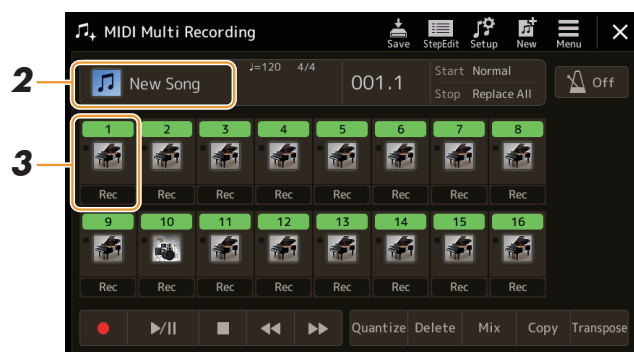 MIDI Multi Recording
Save StepEdit Setup New Menu
2
New Song
♩=120 4/4
001.1
Start Normal
Stop Replace All
Off
3
1 2 3 4 5 6 7 8
Rec Rec Rec Rec Rec Rec Rec Rec
9 10 11 12 13 14 15 16
Rec Rec Rec Rec Rec Rec Rec Rec
Quantize Delete Mix Copy Transpose